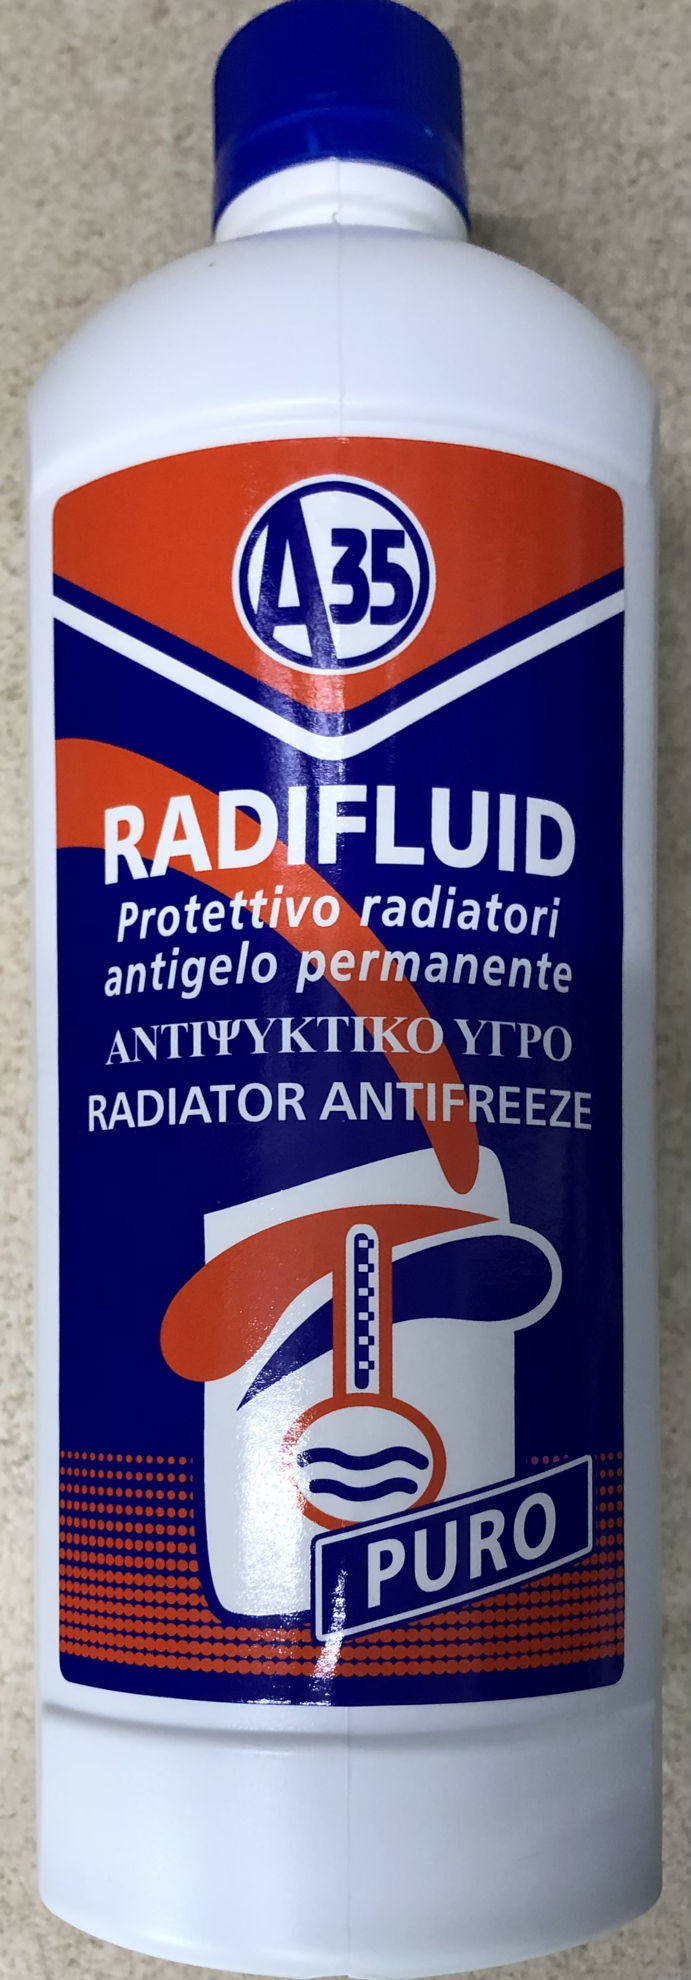 A35
RADIFLUID
Protettivo radiatori
antigelo permanente
ΑΝΤΙΨΥΚΤΙΚΟ ΥΓΡΟ
RADIATOR ANTIFREEZE
PURO